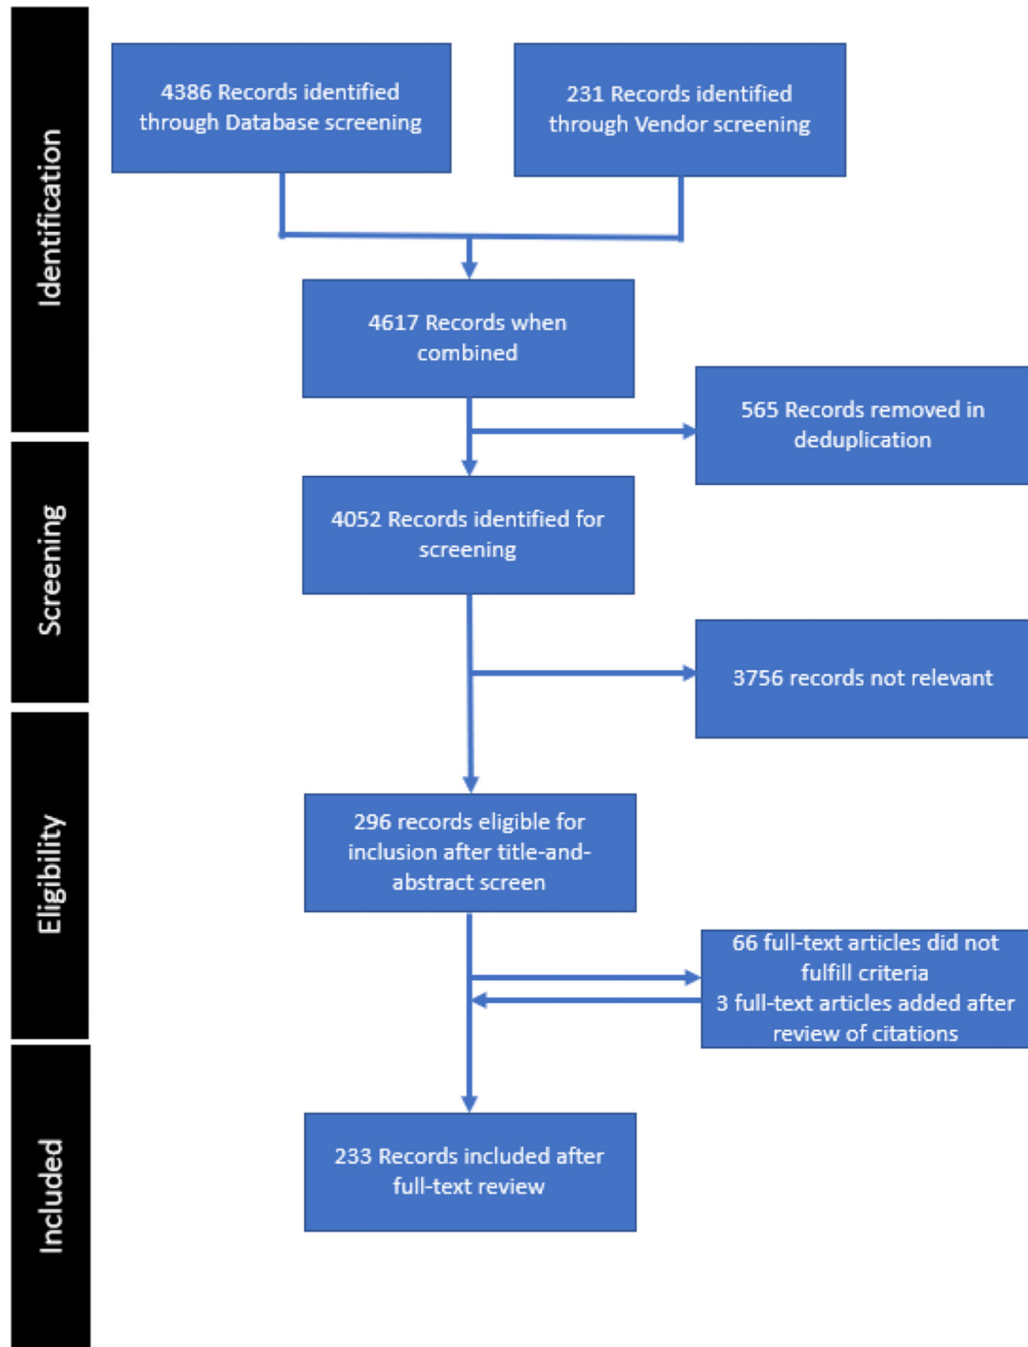 Identification
4386 Records identified
through Database screening
231 Records identified
through Vendor screening
4617 Records when
combined
565 Records removed in
deduplication
Screening
4052 Records identified for
screening
3756 records not relevant
Eligibility
296 records eligible for
inclusion after title-and-
abstract screen
66 full-text articles did not
fulfill criteria
3 full-text articles added after
review of citations
Included
233 Records included after
full-text review